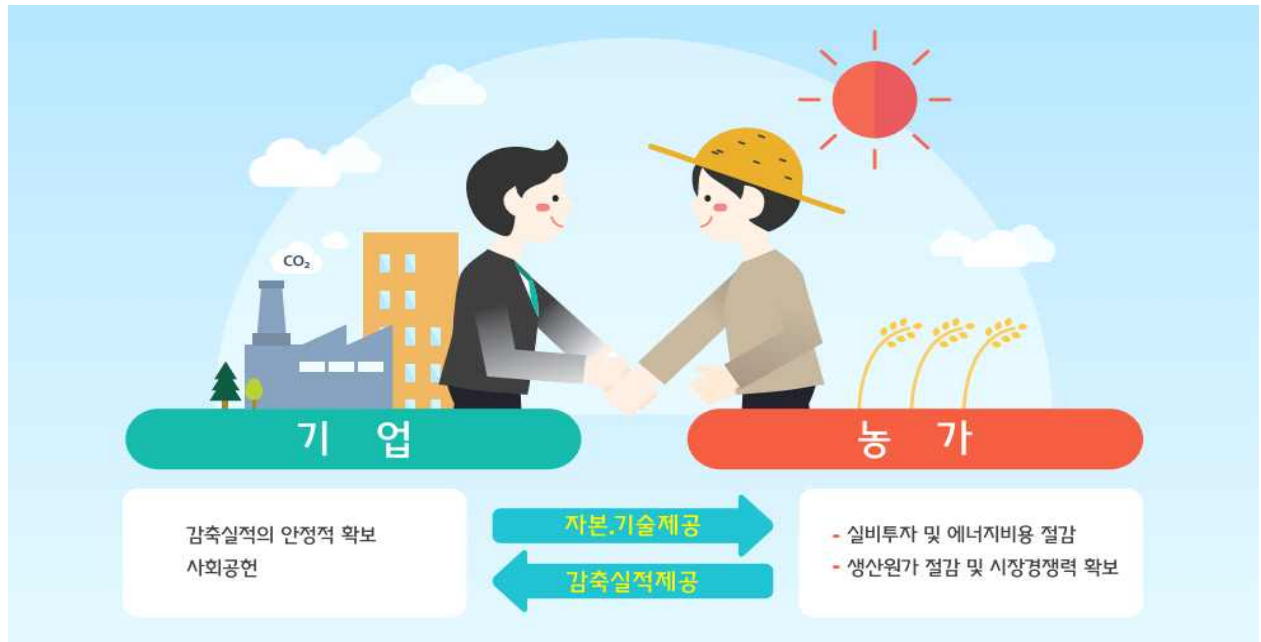 CO₂
기 업
농 가
감축실적의 안정적 확보
사회공헌
자본.기술제공
감축실적제공
- 실비투자 및 에너지비용 절감
- 생산원가 절감 및 시장경쟁력 확보